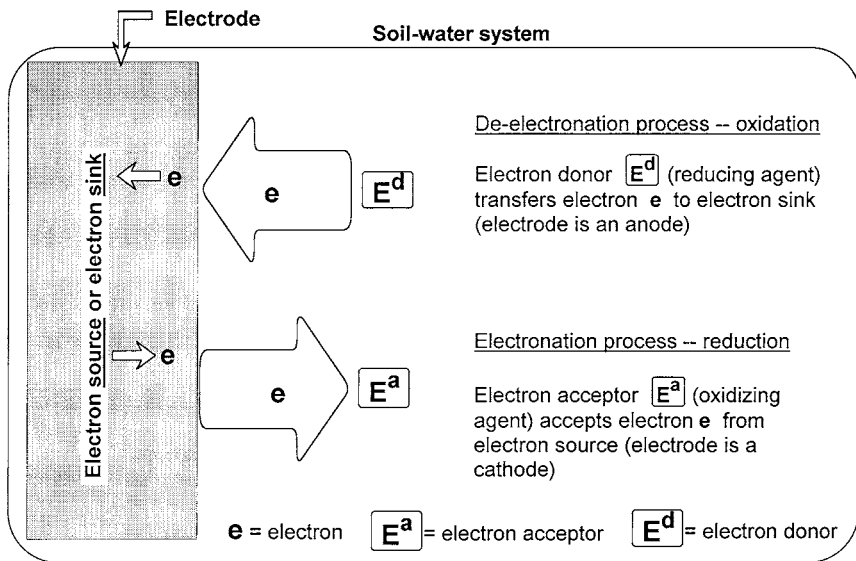 Electrode
Soil-water system
Electron source or electron sink
e
e
E^d
De-electronation process -- oxidation
Electron donor E^d (reducing agent)
transfers electron e to electron sink
(electrode is an anode)
e
e
E^a
Electronation process -- reduction
Electron acceptor E^a (oxidizing
agent) accepts electron e from
electron source (electrode is a
cathode)
e = electron E^a = electron acceptor E^d = electron donor